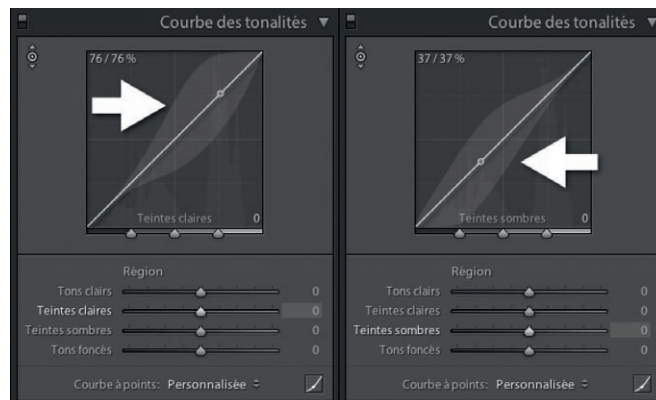 Courbe des tonalités
76 / 76 %
Teintes claires 0
Région
Tons clairs 0
Teintes claires 0
Teintes sombres 0
Tons foncés 0
Courbe à points : Personnalisée
Courbe des tonalités
37 / 37 %
Teintes sombres 0
Région
Tons clairs 0
Teintes claires 0
Teintes sombres 0
Tons foncés 0
Courbe à points : Personnalisée